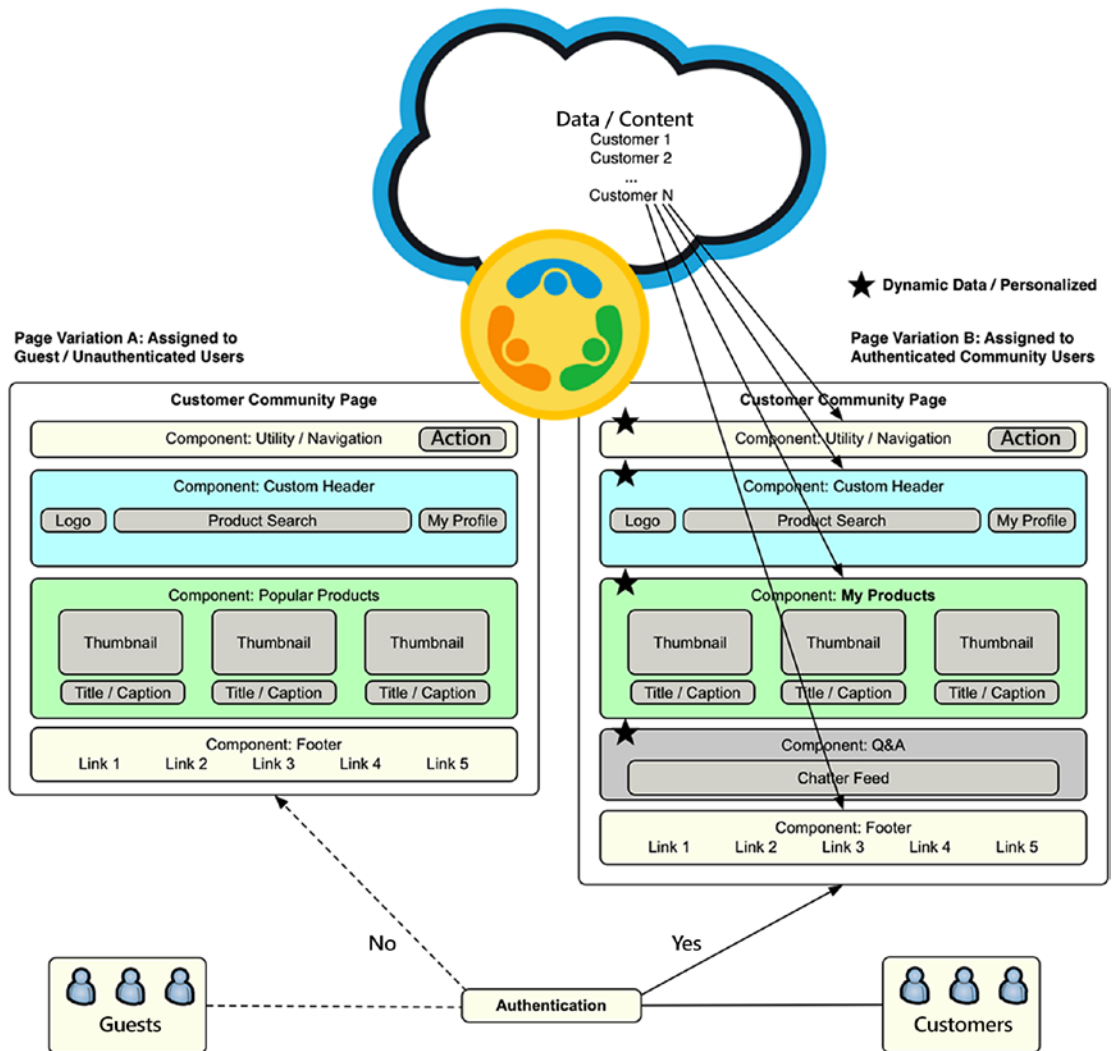 Data / Content
Customer 1
Customer 2
...
Customer N
Dynamic Data / Personalized
Page Variation A: Assigned to
Guest / Unauthenticated Users
Page Variation B: Assigned to
Authenticated Community Users
Customer Community Page
Component: Utility / Navigation
Action
Component: Custom Header
Logo
Product Search
My Profile
Component: Popular Products
Thumbnail
Thumbnail
Thumbnail
Title / Caption
Title / Caption
Title / Caption
Component: Footer
Link 1
Link 2
Link 3
Link 4
Link 5
Customer Community Page
Component: Utility / Navigation
Action
Component: Custom Header
Logo
Product Search
My Profile
Component: My Products
Thumbnail
Thumbnail
Thumbnail
Title / Caption
Title / Caption
Title / Caption
Component: Q&A
Chatter Feed
Component: Footer
Link 1
Link 2
Link 3
Link 4
Link 5
No
Yes
Guests
Authentication
Customers